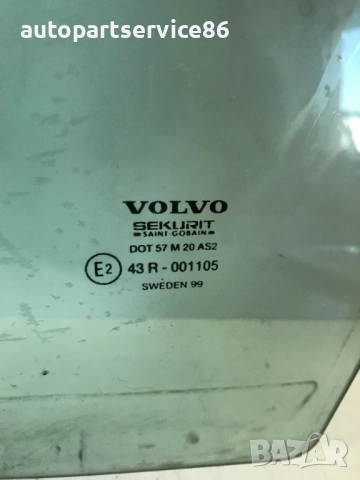 autopartservice86
VOLVO
SEKURIT
SAINT-GOBAIN
DOT 57 M 20 AS2
E2 43 R - 001105
SWEDEN 99
BAZAR